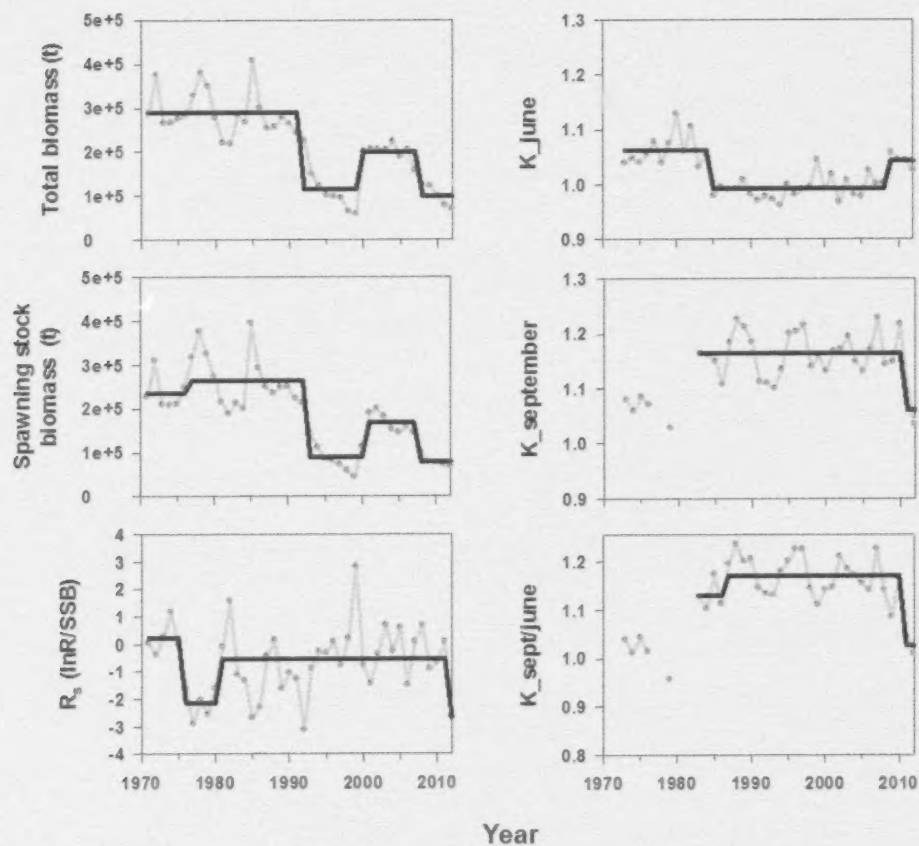 Total biomass (t)
5e+5
4e+5
3e+5
2e+5
1e+5
0
K_june
1.3
1.2
1.1
1.0
0.9
Spawning stock
biomass (t)
5e+5
4e+5
3e+5
2e+5
1e+5
0
K_september
1.3
1.2
1.1
1.0
0.9
Rs (lnR/SSB)
4
3
2
1
0
-1
-2
-3
-4
1970 1980 1990 2000 2010
K_sept/june
1.2
1.1
1.0
0.9
0.8
1970 1980 1990 2000 2010
Year